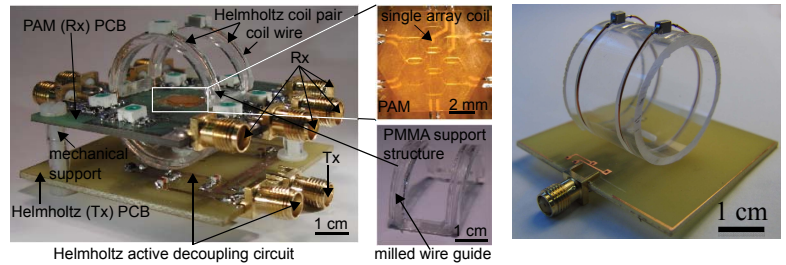 PAM (Rx) PCB
Helmholtz coil pair
coil wire
Rx
mechanical
support
Tx
Helmholtz (Tx) PCB
1 cm
Helmholtz active decoupling circuit
single array coil
PAM
2 mm
PMMA support
structure
1cm
milled wire guide
1 cm